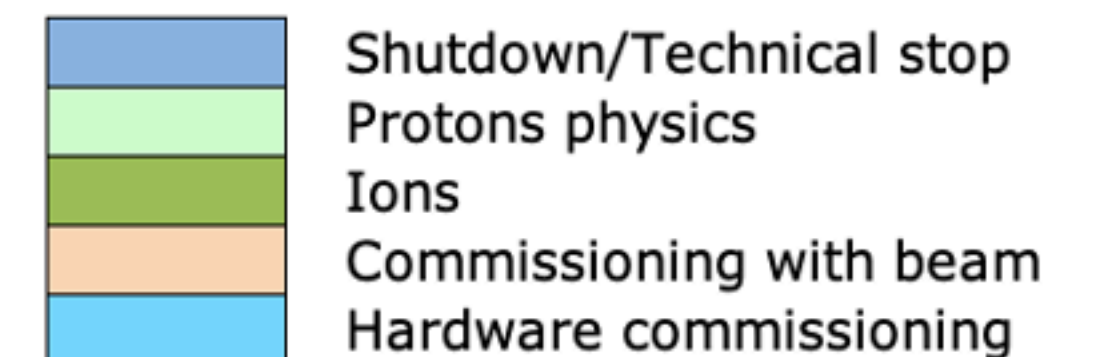 Shutdown/Technical stop
Protons physics
Ions
Commissioning with beam
Hardware commissioning